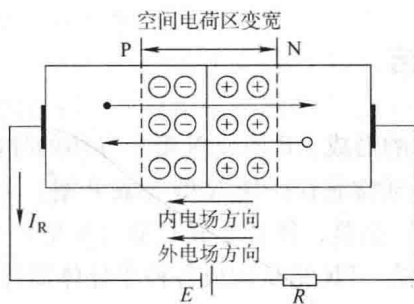 空间电荷区变宽
P N
− − + +
− − + +
− − + +
I_R
内电场方向
外电场方向
E R